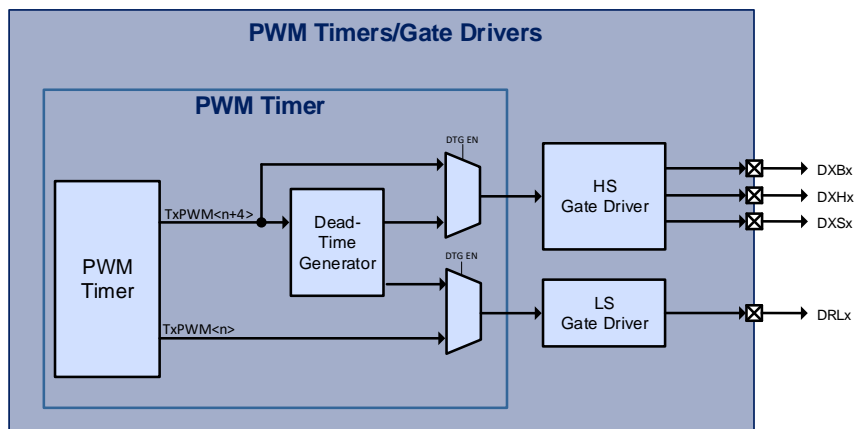 PWM Timers/Gate Drivers
PWM Timer
DTG EN
HS
Gate Driver
DXBx
DXHx
DXSx
TxPWM<n+4>
Dead-
Time
Generator
PWM
Timer
DTG EN
LS
Gate Driver
DRLx
TxPWM<n>